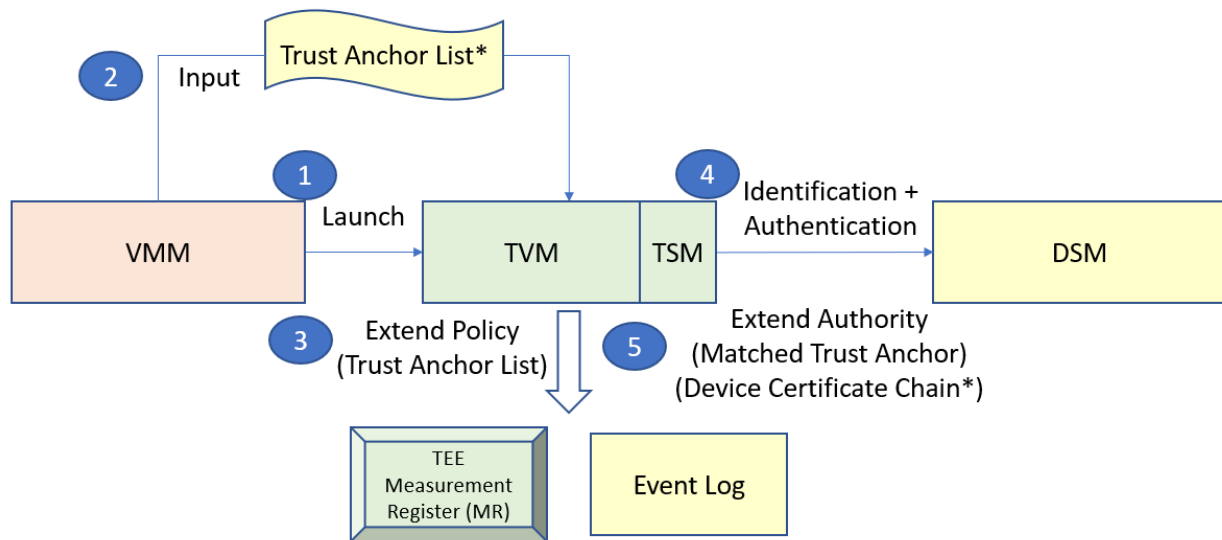 Trust Anchor List*
2
Input
1
4
Launch
Identification +
Authentication
VMM
TVM
TSM
DSM
3
Extend Policy
(Trust Anchor List)
5
Extend Authority
(Matched Trust Anchor)
(Device Certificate Chain*)
TEE
Measurement
Register (MR)
Event Log